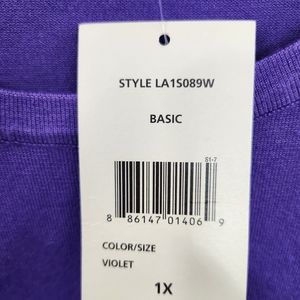 STYLE LA1S089W
BASIC
S1-7
8 86147 01406 9
COLOR/SIZE
VIOLET
1X